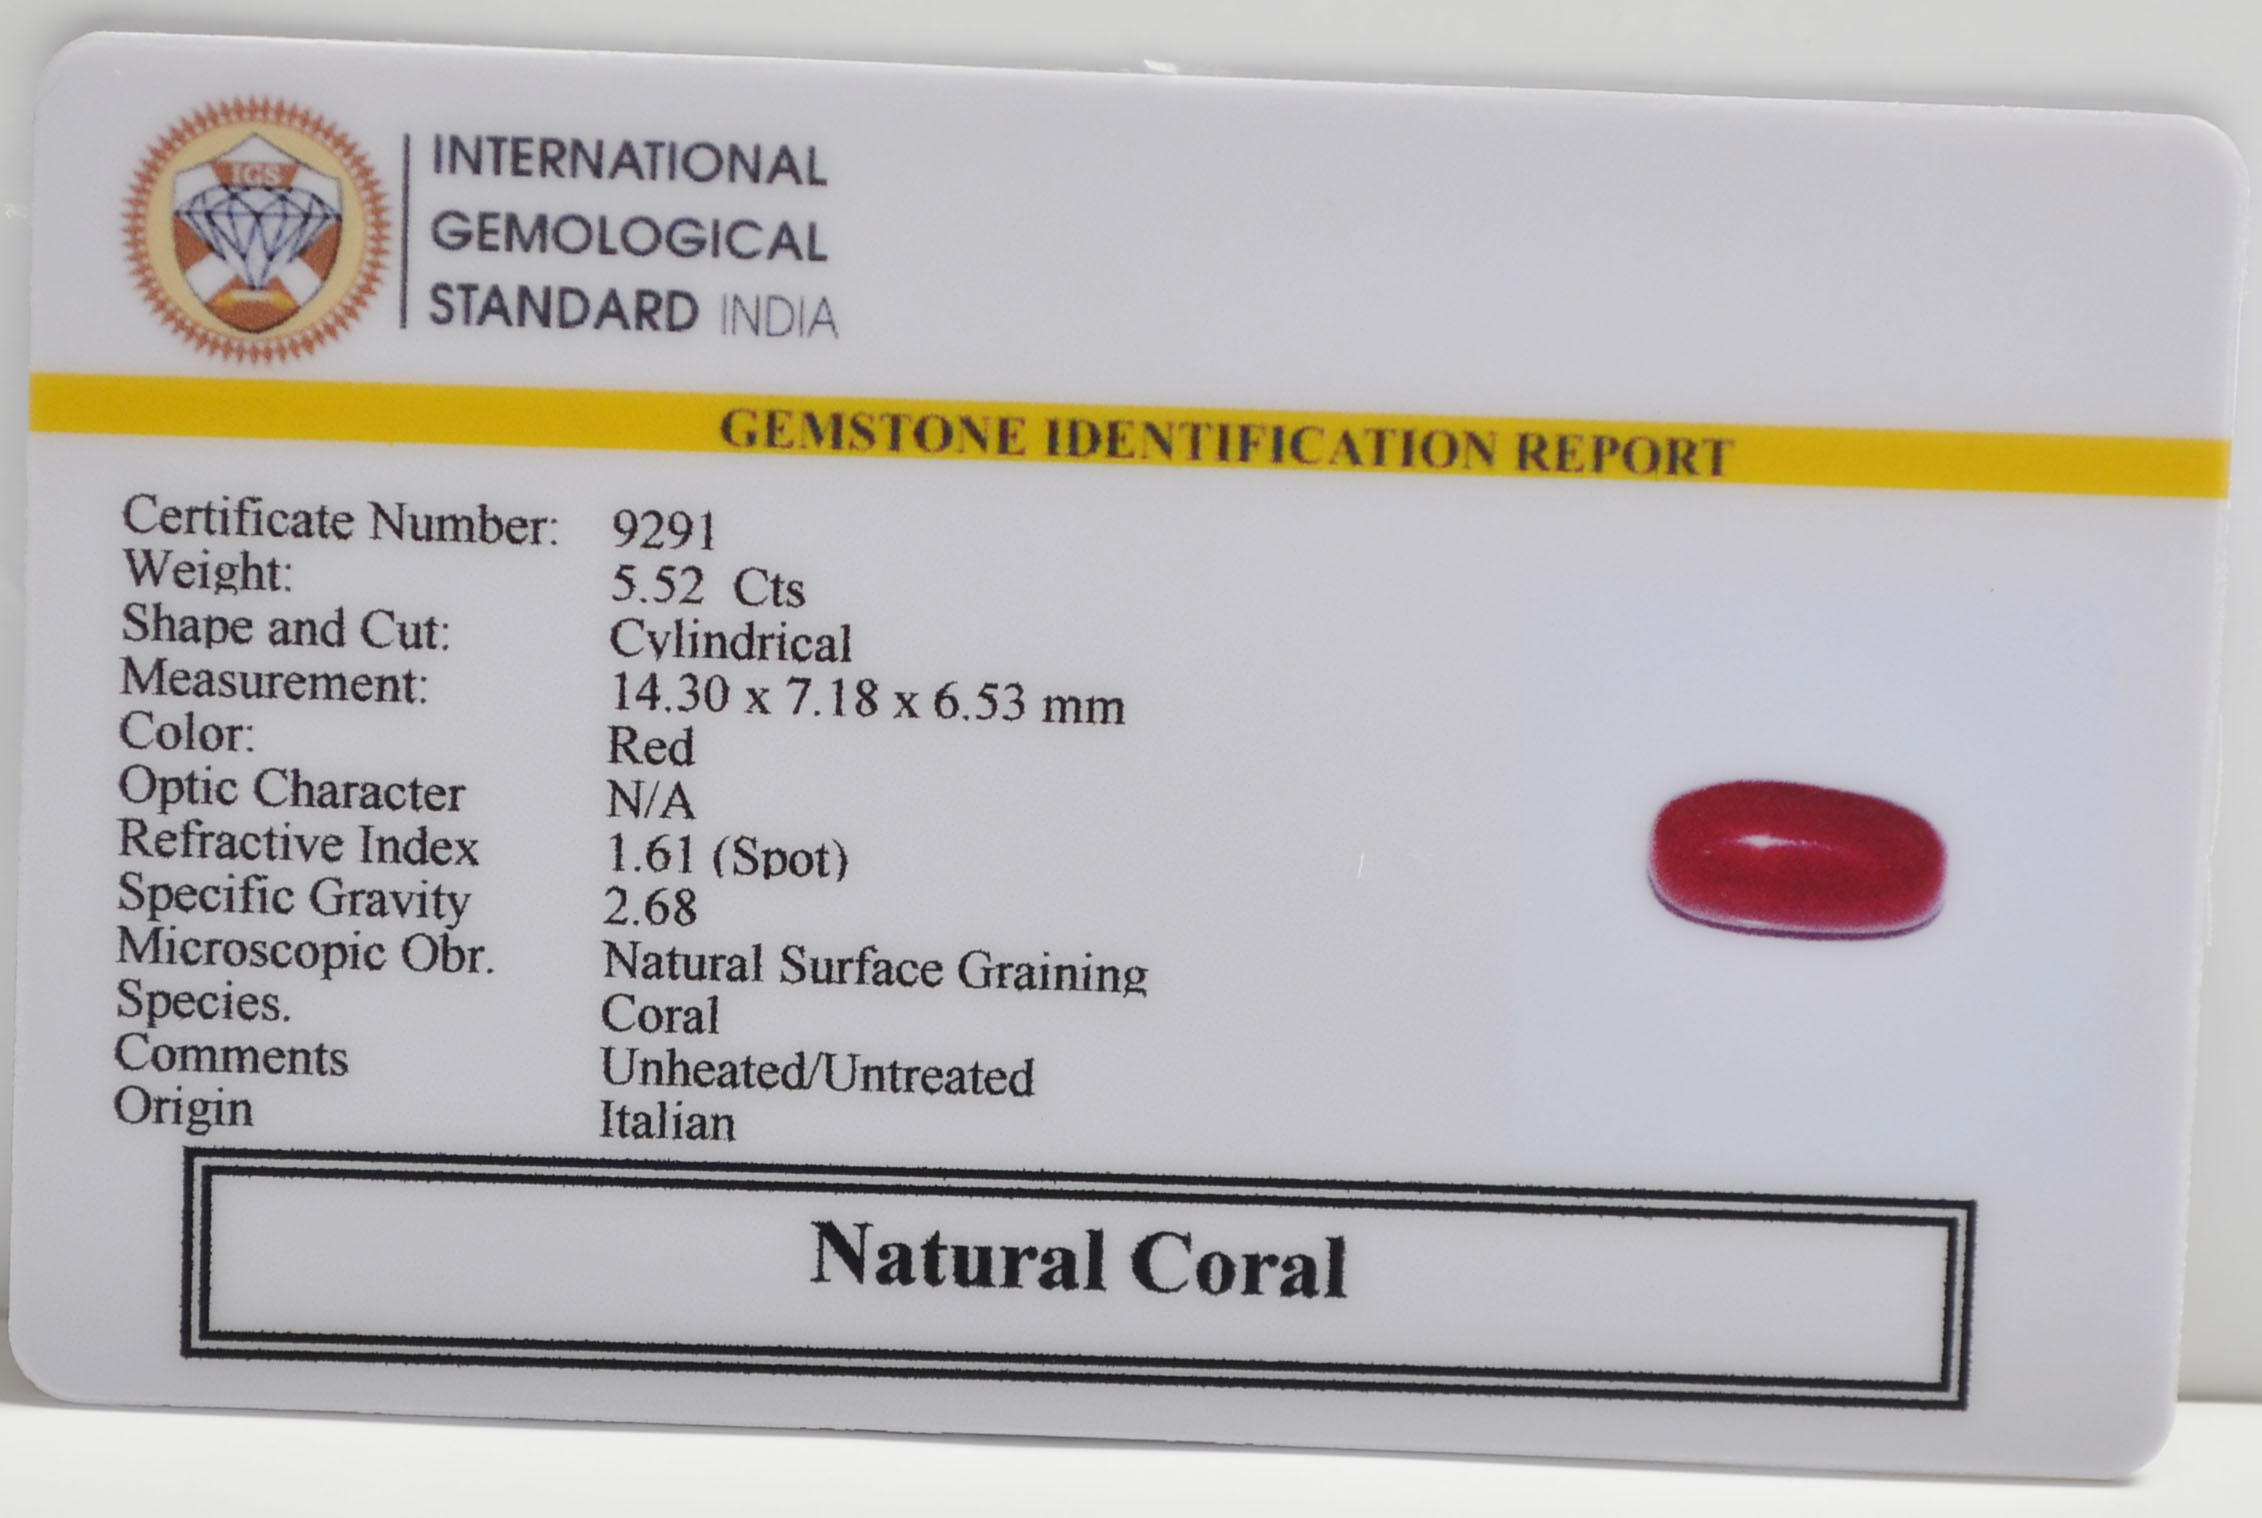 IGS
INTERNATIONAL
GEMOLOGICAL
STANDARD INDIA
GEMSTONE IDENTIFICATION REPORT
Certificate Number: 9291
Weight: 5.52 Cts
Shape and Cut: Cylindrical
Measurement: 14.30 x 7.18 x 6.53 mm
Color: Red
Optic Character N/A
Refractive Index 1.61 (Spot)
Specific Gravity 2.68
Microscopic Obr. Natural Surface Graining
Species. Coral
Comments Unheated/Untreated
Origin Italian
Natural Coral